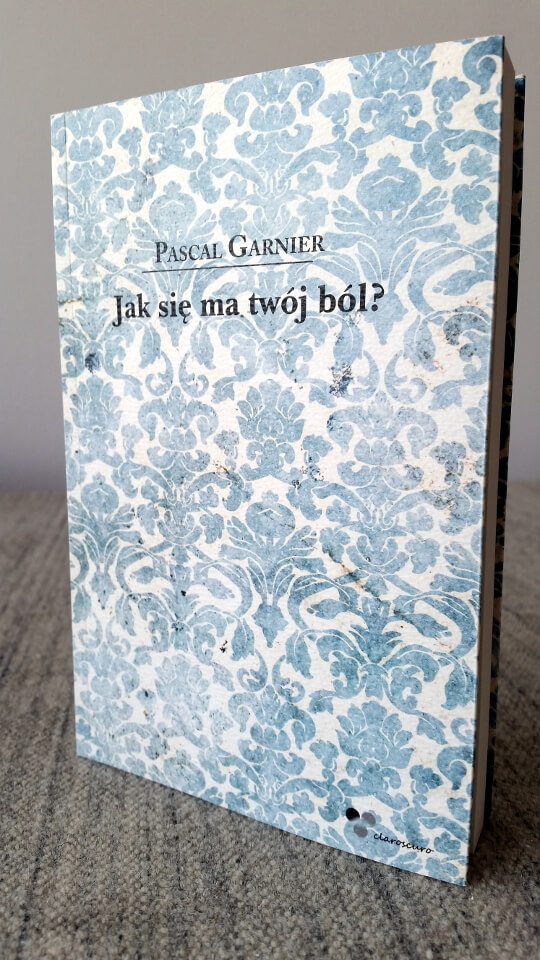 PASCAL GARNIER
Jak się ma twój ból?
claroscuro